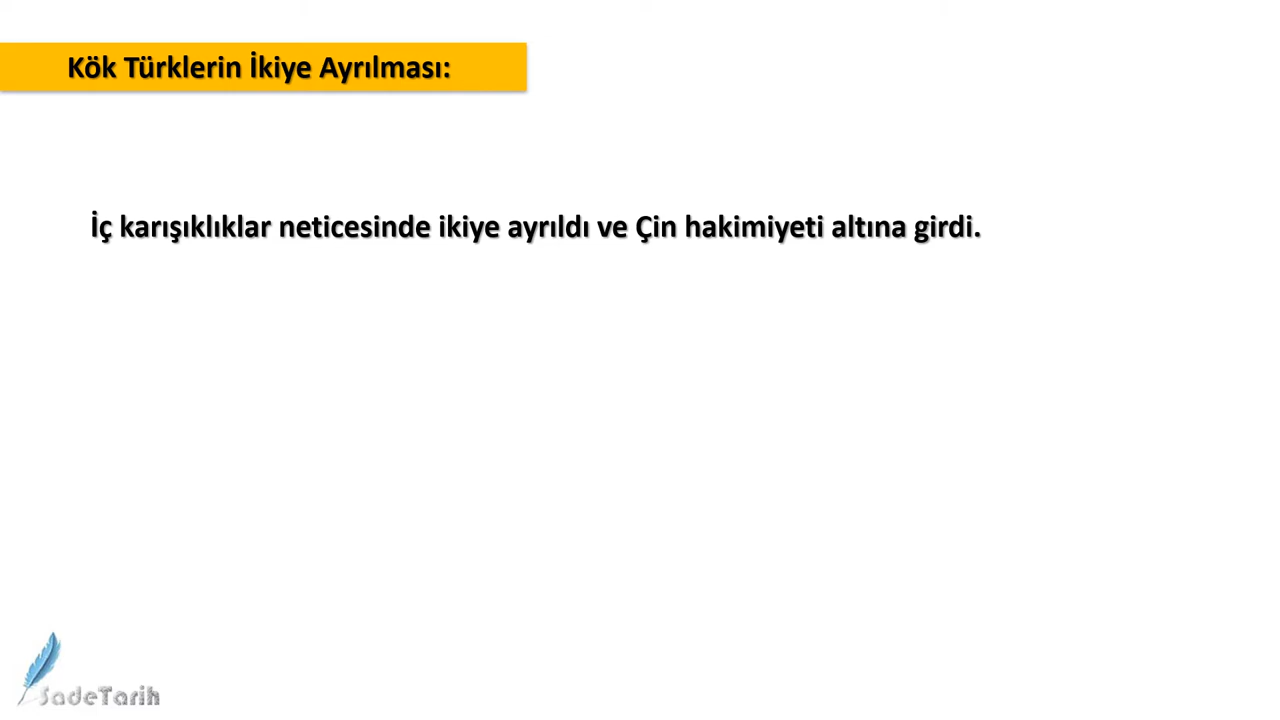 Kök Türklerin İkiye Ayrılması:
İç karışıklıklar neticesinde ikiye ayrıldı ve Çin hakimiyeti altına girdi.
SadeTarih